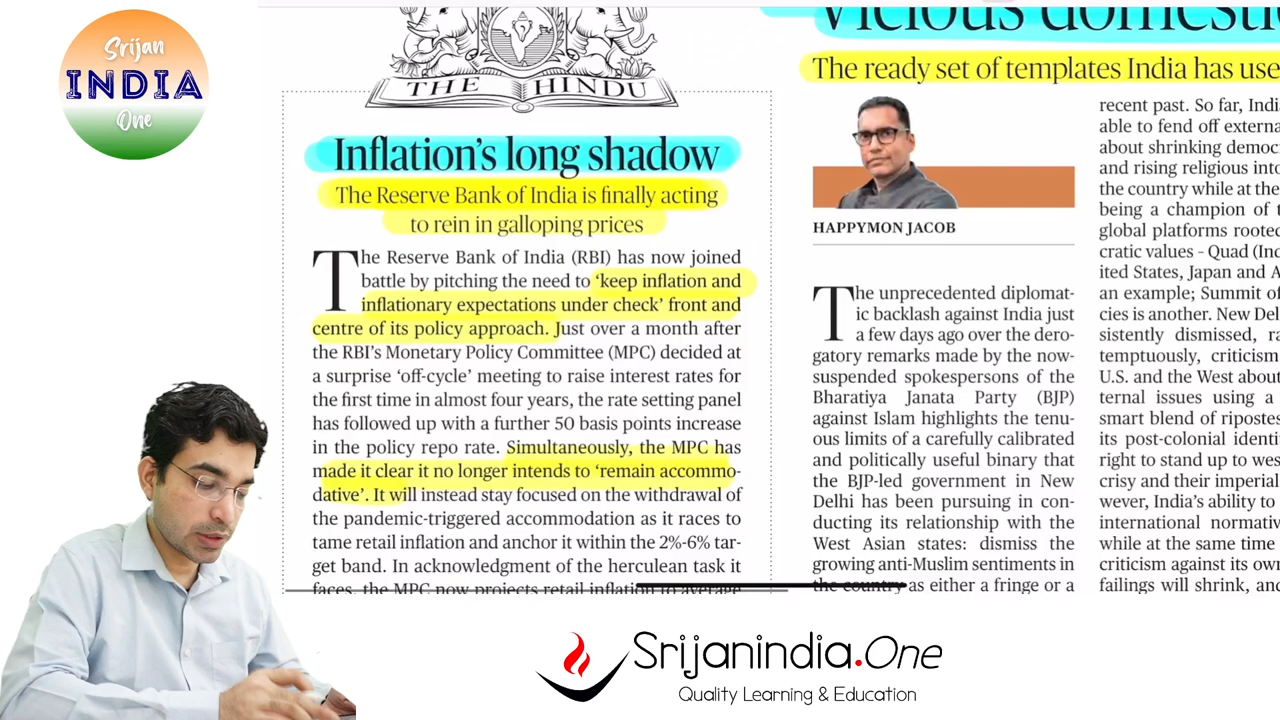 Srijan
INDIA
One
THE HINDU
Inflation's long shadow
The Reserve Bank of India is finally acting
to rein in galloping prices
The Reserve Bank of India (RBI) has now joined
battle by pitching the need to ‘keep inflation and
inflationary expectations under check’ front and
centre of its policy approach. Just over a month after
the RBI’s Monetary Policy Committee (MPC) decided at
a surprise ‘off-cycle’ meeting to raise interest rates for
the first time in almost four years, the rate setting panel
has followed up with a further 50 basis points increase
in the policy repo rate. Simultaneously, the MPC has
made it clear it no longer intends to ‘remain accommo-
dative’. It will instead stay focused on the withdrawal of
the pandemic-triggered accommodation as it races to
tame retail inflation and anchor it within the 2%-6% tar-
get band. In acknowledgment of the herculean task it
faces, the MPC now projects retail inflation to average
Vicious domesti
The ready set of templates India has use
HAPPYMON JACOB
The unprecedented diplomat-
ic backlash against India just
a few days ago over the dero-
gatory remarks made by the now-
suspended spokespersons of the
Bharatiya Janata Party (BJP)
against Islam highlights the tenu-
ous limits of a carefully calibrated
and politically useful binary that
the BJP-led government in New
Delhi has been pursuing in con-
ducting its relationship with the
West Asian states: dismiss the
growing anti-Muslim sentiments in
the country as either a fringe or a
recent past. So far, Indi
able to fend off externa
about shrinking democ
and rising religious into
the country while at the
being a champion of t
global platforms rooted
cratic values - Quad (Ind
ited States, Japan and A
an example; Summit of
cies is another. New Del
sistently dismissed, ra
temptuously, criticism
U.S. and the West about
ternal issues using a
smart blend of ripostes
its post-colonial identi
right to stand up to wes
crisy and their imperial
wever, India’s ability to
international normativ
while at the same time
criticism against its own
failings will shrink, and
Srijanindia.One
Quality Learning & Education